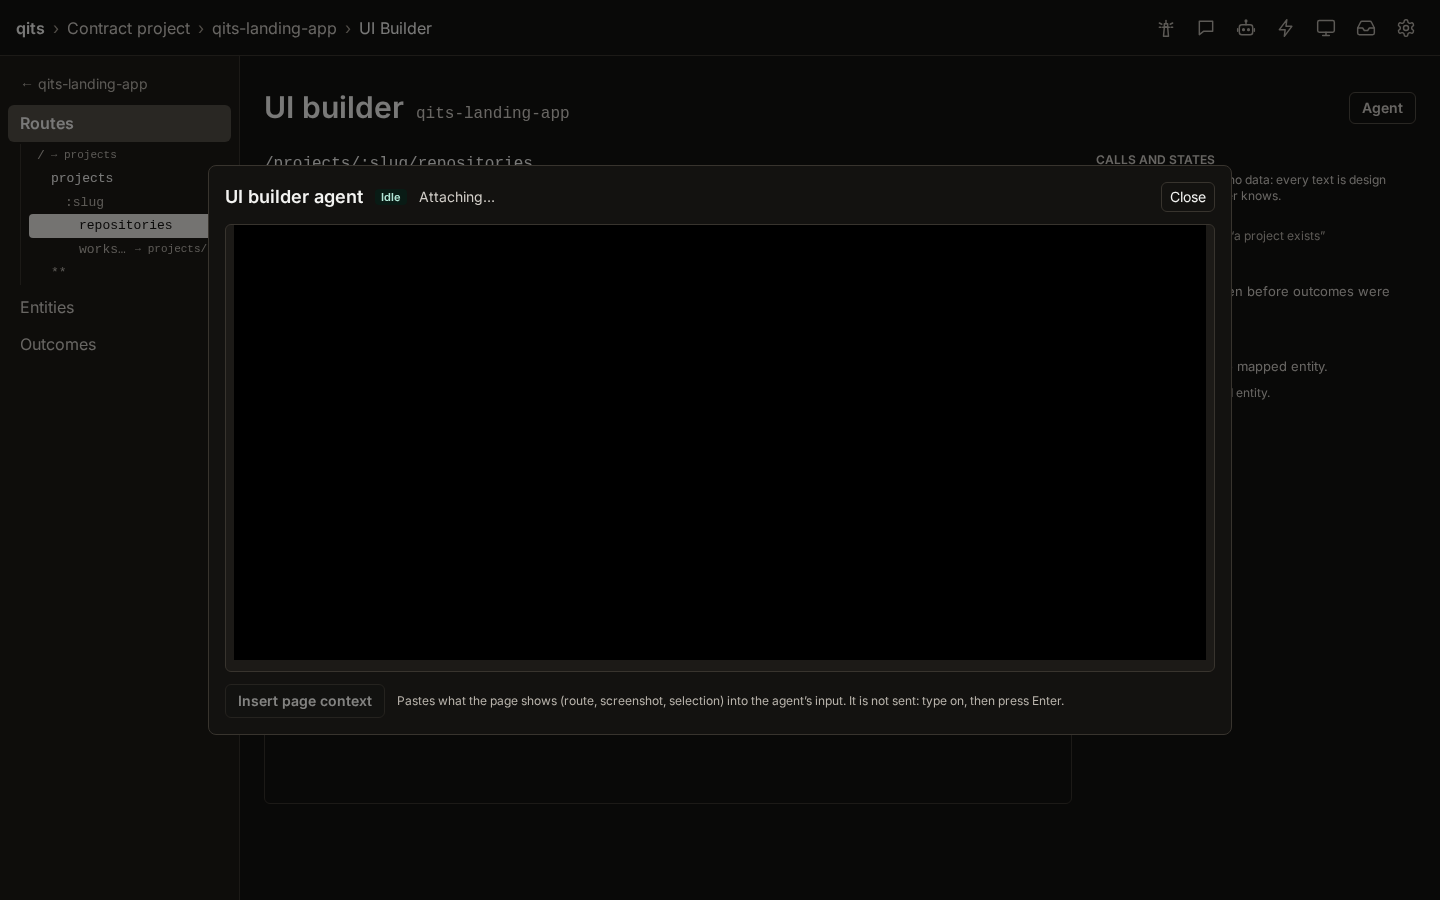 qits › Contract project › qits-landing-app › UI Builder
← qits-landing-app
Routes
/ → projects
projects
:slug
repositories
works… → projects/
**
Entities
Outcomes
UI builder qits-landing-app
Agent
/projects/:slug/repositories
CALLS AND STATES
no data: every text is design
knows.
“a project exists”
before outcomes were
mapped entity.
entity.
UI builder agent Idle Attaching…
Close
Insert page context
Pastes what the page shows (route, screenshot, selection) into the agent’s input. It is not sent: type on, then press Enter.